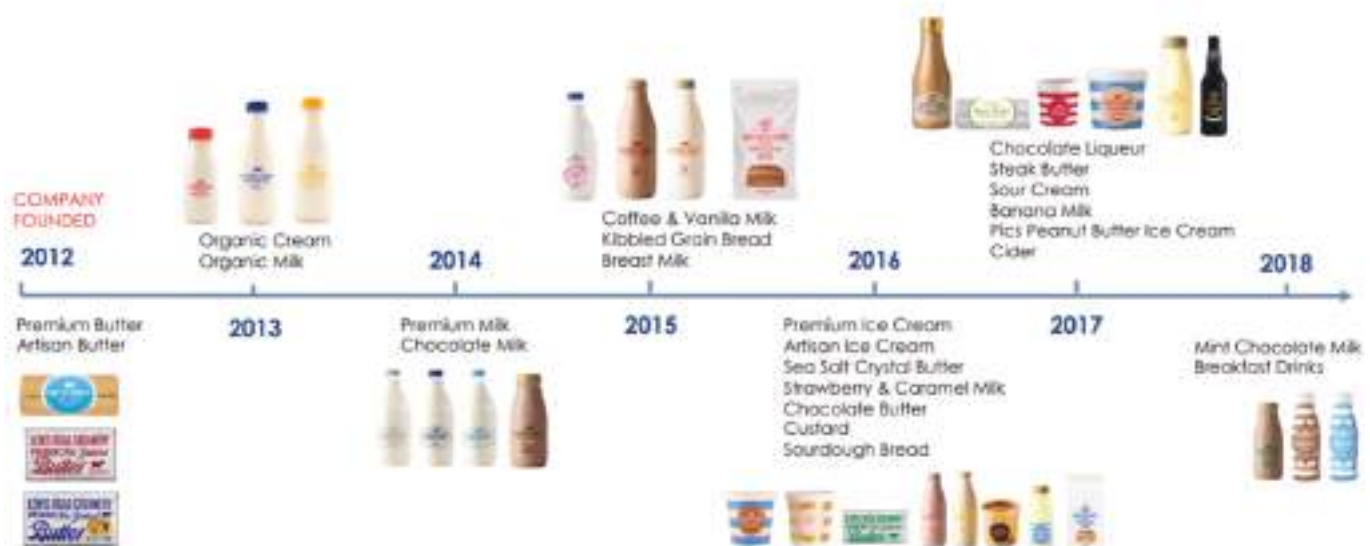 COMPANY
FOUNDED
2012
Premium Butter
Artisan Butter
Organic Cream
Organic Milk
2013
2014
Premium Milk
Chocolate Milk
Coffee & Vanilla Milk
Kibbled Grain Bread
Breast Milk
2015
2016
Premium Ice Cream
Artisan Ice Cream
Sea Salt Crystal Butter
Strawberry & Caramel Milk
Chocolate Butter
Custard
Sourdough Bread
Chocolate Liqueur
Steak Butter
Sour Cream
Banana Milk
Pics Peanut Butter Ice Cream
Cider
2017
2018
Mint Chocolate Milk
Breakfast Drinks
Butter
Butter